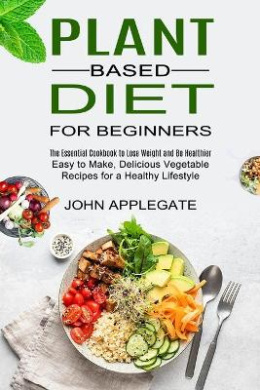 PLANT
BASED
DIET
FOR BEGINNERS
The Essential Cookbook to Lose Weight and Be Healthier
Easy to Make, Delicious Vegetable
Recipes for a Healthy Lifestyle
JOHN APPLEGATE